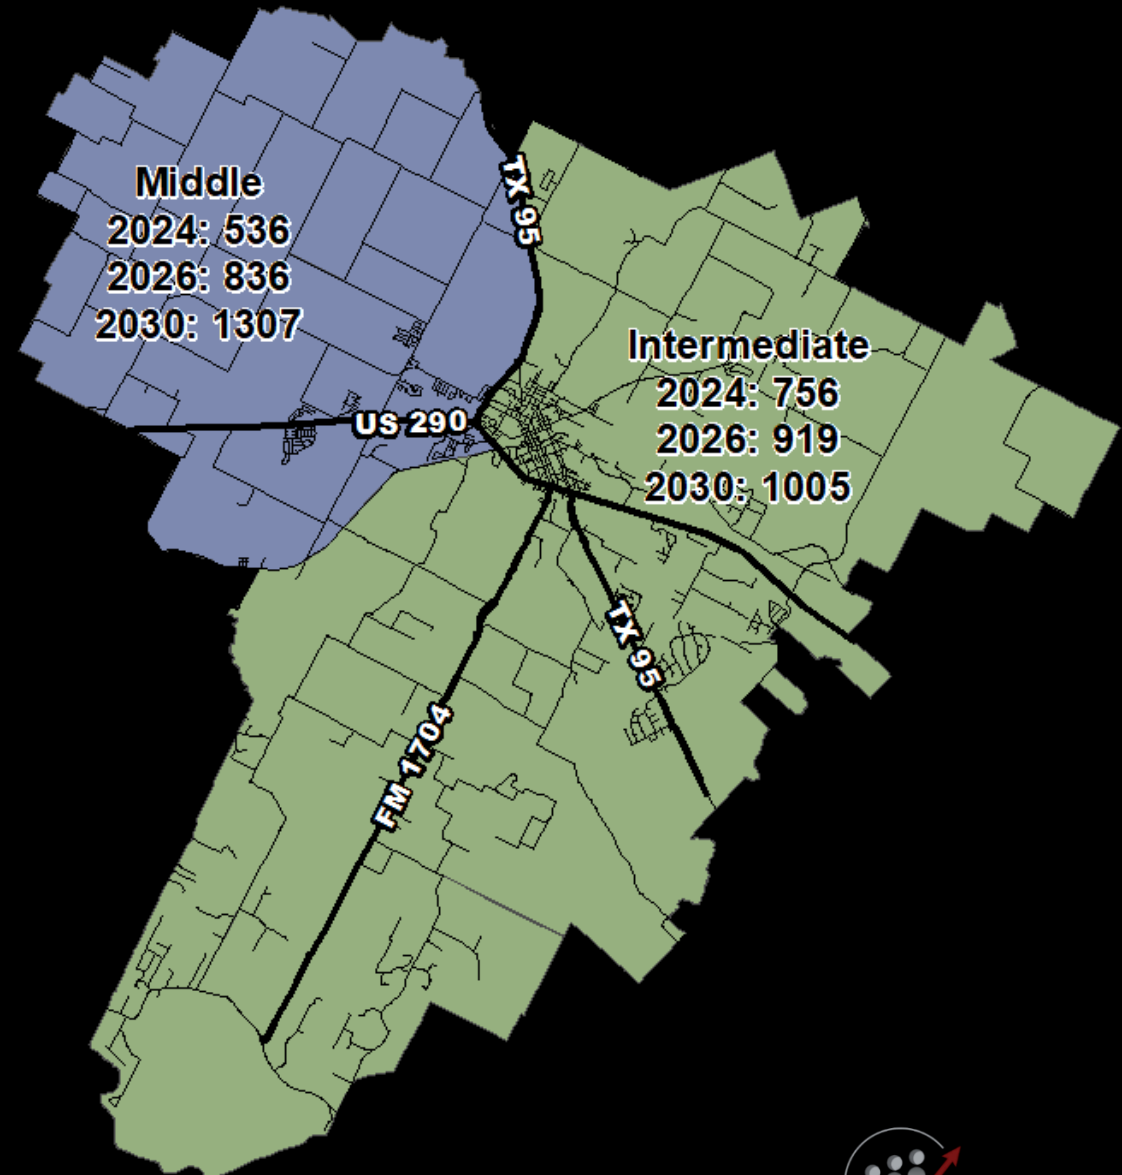 Middle
2024: 536
2026: 836
2030: 1307
TX 95
Intermediate
2024: 756
2026: 919
2030: 1005
US 290
TX 95
FM 1704